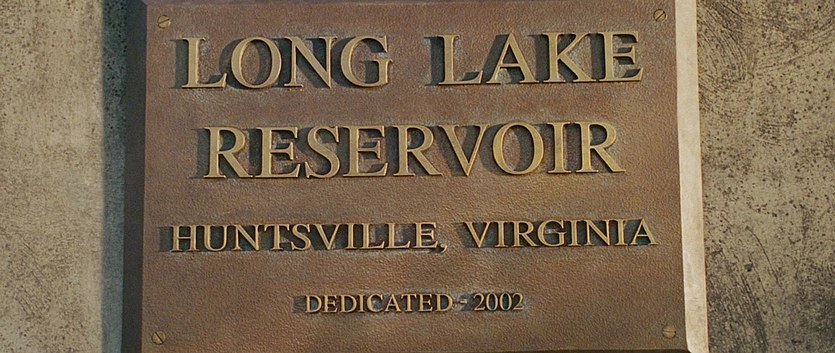 LONG LAKE
RESERVOIR
HUNTSVILLE, VIRGINIA
DEDICATED - 2002